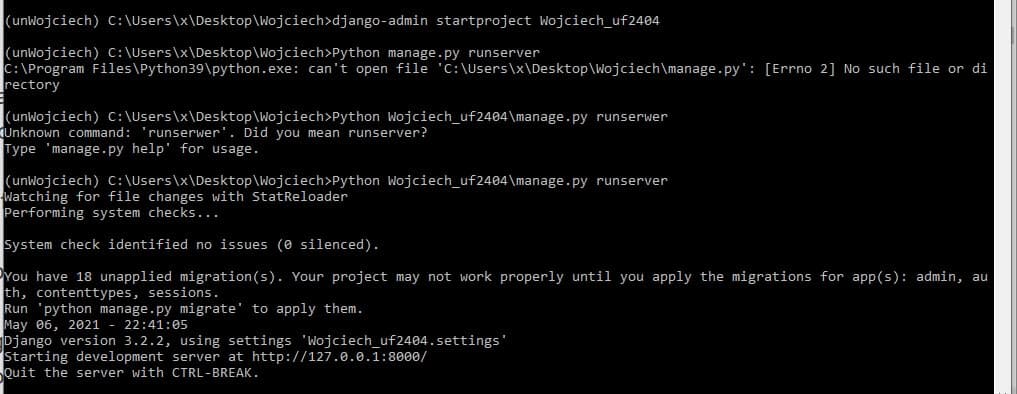 (unWojciech) C:\Users\x\Desktop\Wojciech>django-admin startproject Wojciech_uf2404
(unWojciech) C:\Users\x\Desktop\Wojciech>Python manage.py runserver
C:\Program Files\Python39\python.exe: can't open file 'C:\Users\x\Desktop\Wojciech\manage.py': [Errno 2] No such file or di
rectory
(unWojciech) C:\Users\x\Desktop\Wojciech>Python Wojciech_uf2404\manage.py runserwer
Unknown command: 'runserwer'. Did you mean runserver?
Type 'manage.py help' for usage.
(unWojciech) C:\Users\x\Desktop\Wojciech>Python Wojciech_uf2404\manage.py runserver
Watching for file changes with StatReloader
Performing system checks...
System check identified no issues (0 silenced).
You have 18 unapplied migration(s). Your project may not work properly until you apply the migrations for app(s): admin, au
th, contenttypes, sessions.
Run 'python manage.py migrate' to apply them.
May 06, 2021 - 22:41:05
Django version 3.2.2, using settings 'Wojciech_uf2404.settings'
Starting development server at http://127.0.0.1:8000/
Quit the server with CTRL-BREAK.